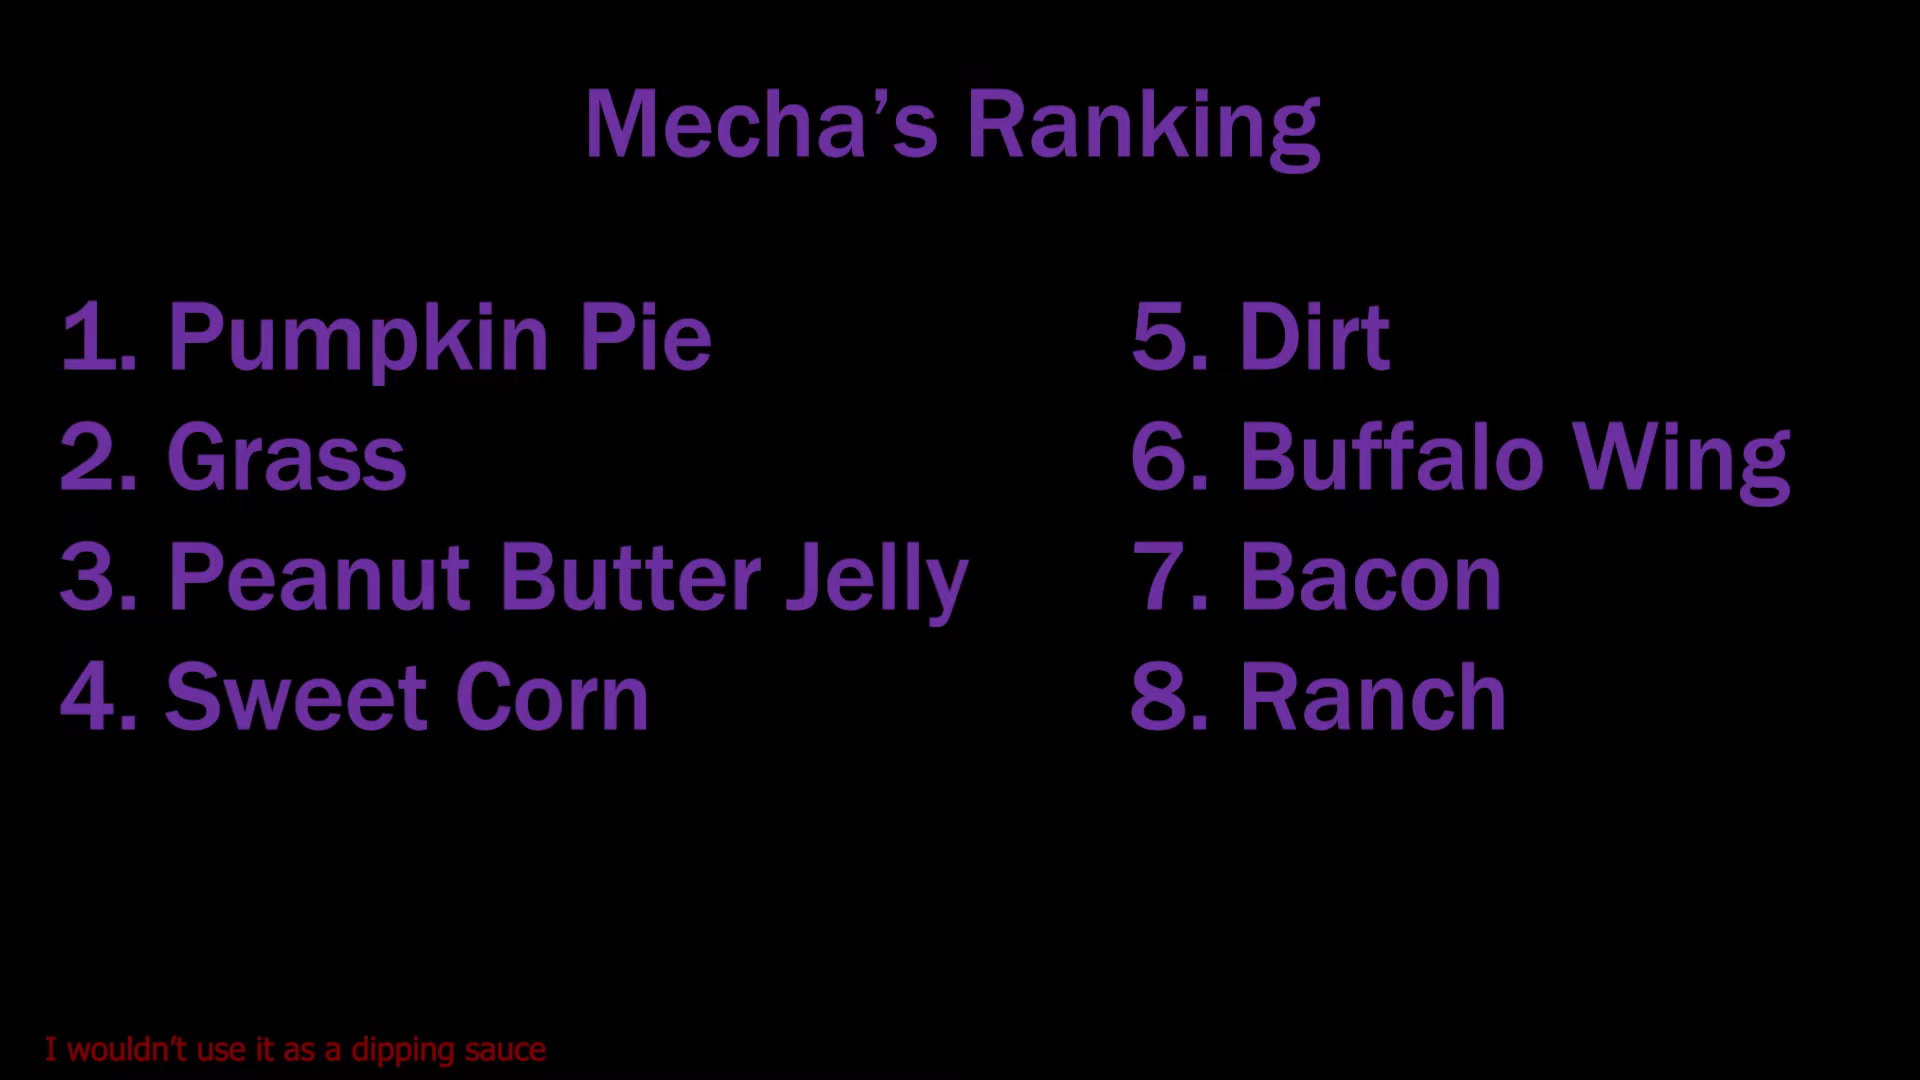 Mecha’s Ranking
1. Pumpkin Pie
2. Grass
3. Peanut Butter Jelly
4. Sweet Corn
5. Dirt
6. Buffalo Wing
7. Bacon
8. Ranch
I wouldn’t use it as a dipping sauce